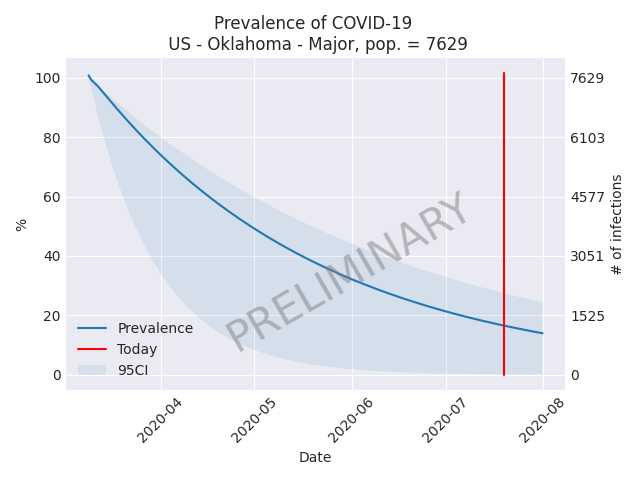 Prevalence of COVID-19
US - Oklahoma - Major, pop. = 7629
100
80
60
40
20
0
%
7629
6103
4577
3051
1525
0
# of infections
PRELIMINARY
Prevalence
Today
95CI
2020-04
2020-05
2020-06
2020-07
2020-08
Date